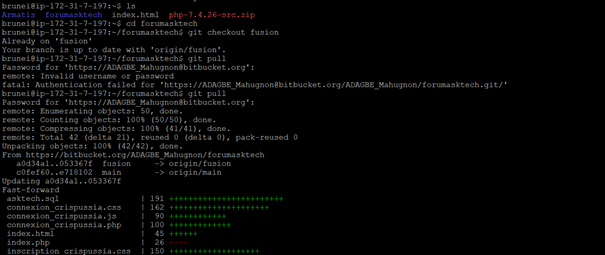 brunei@ip-172-31-7-197:~$ ls
Armatis  forumasktech  index.html  php-7.4.26-src.zip
brunei@ip-172-31-7-197:~$ cd forumasktech
brunei@ip-172-31-7-197:~/forumasktech$ git checkout fusion
Already on 'fusion'
Your branch is up to date with 'origin/fusion'.
brunei@ip-172-31-7-197:~/forumasktech$ git pull
Password for 'https://ADAGBE_Mahugnon@bitbucket.org':
remote: Invalid username or password
fatal: Authentication failed for 'https://ADAGBE_Mahugnon@bitbucket.org/ADAGBE_Mahugnon/forumasktech.git/'
brunei@ip-172-31-7-197:~/forumasktech$ git pull
Password for 'https://ADAGBE_Mahugnon@bitbucket.org':
remote: Enumerating objects: 50, done.
remote: Counting objects: 100% (50/50), done.
remote: Compressing objects: 100% (41/41), done.
remote: Total 42 (delta 21), reused 0 (delta 0), pack-reused 0
Unpacking objects: 100% (42/42), done.
From https://bitbucket.org/ADAGBE_Mahugnon/forumasktech
   a0d34a1..053367f  fusion     -> origin/fusion
   c0fef60..e718102  main       -> origin/main
Updating a0d34a1..053367f
Fast-forward
 asktech.sql | 191 ++++++++++++++++++++++++
 connexion_crispussia.css | 162 +++++++++++++++++++++
 connexion_crispussia.js | 90 ++++++++++++
 connexion_crispussia.php | 100 +++++++++++++
 index.html | 45 ++++++
 index.php | 26 ----
 inscription_crispussia.css | 150 +++++++++++++++++++